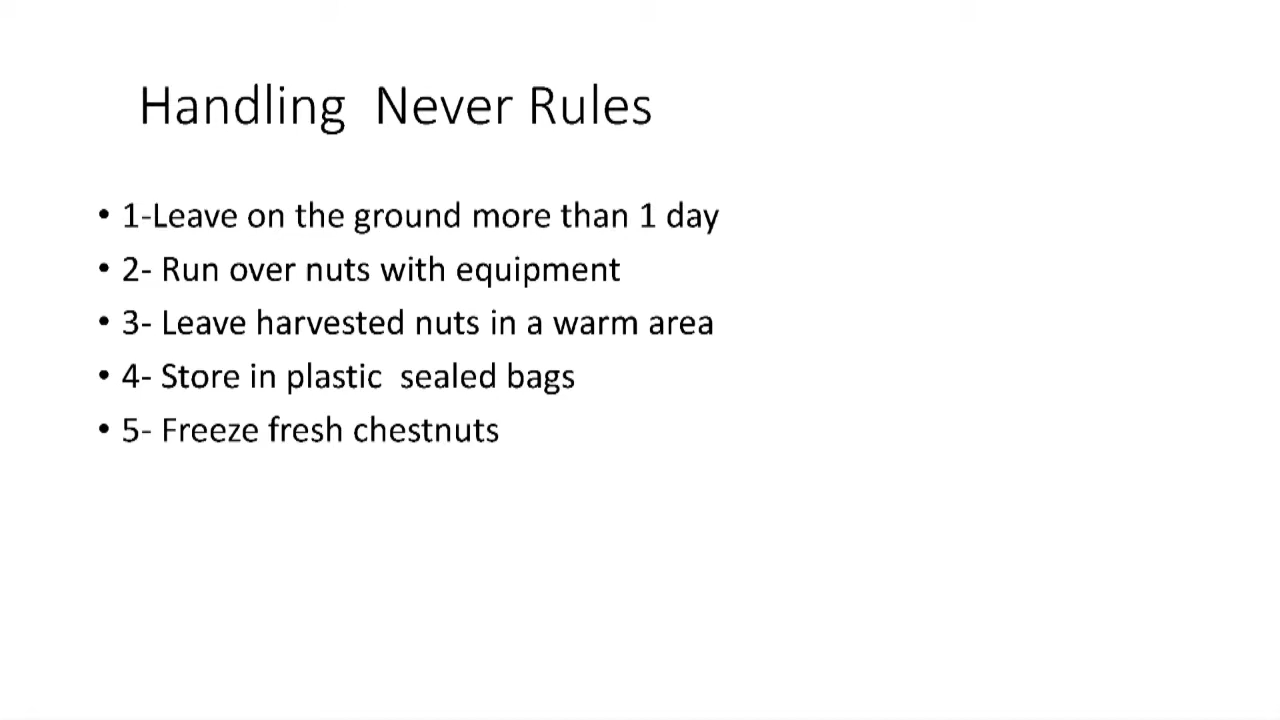 Handling  Never Rules
• 1-Leave on the ground more than 1 day
• 2- Run over nuts with equipment
• 3- Leave harvested nuts in a warm area
• 4- Store in plastic  sealed bags
• 5- Freeze fresh chestnuts